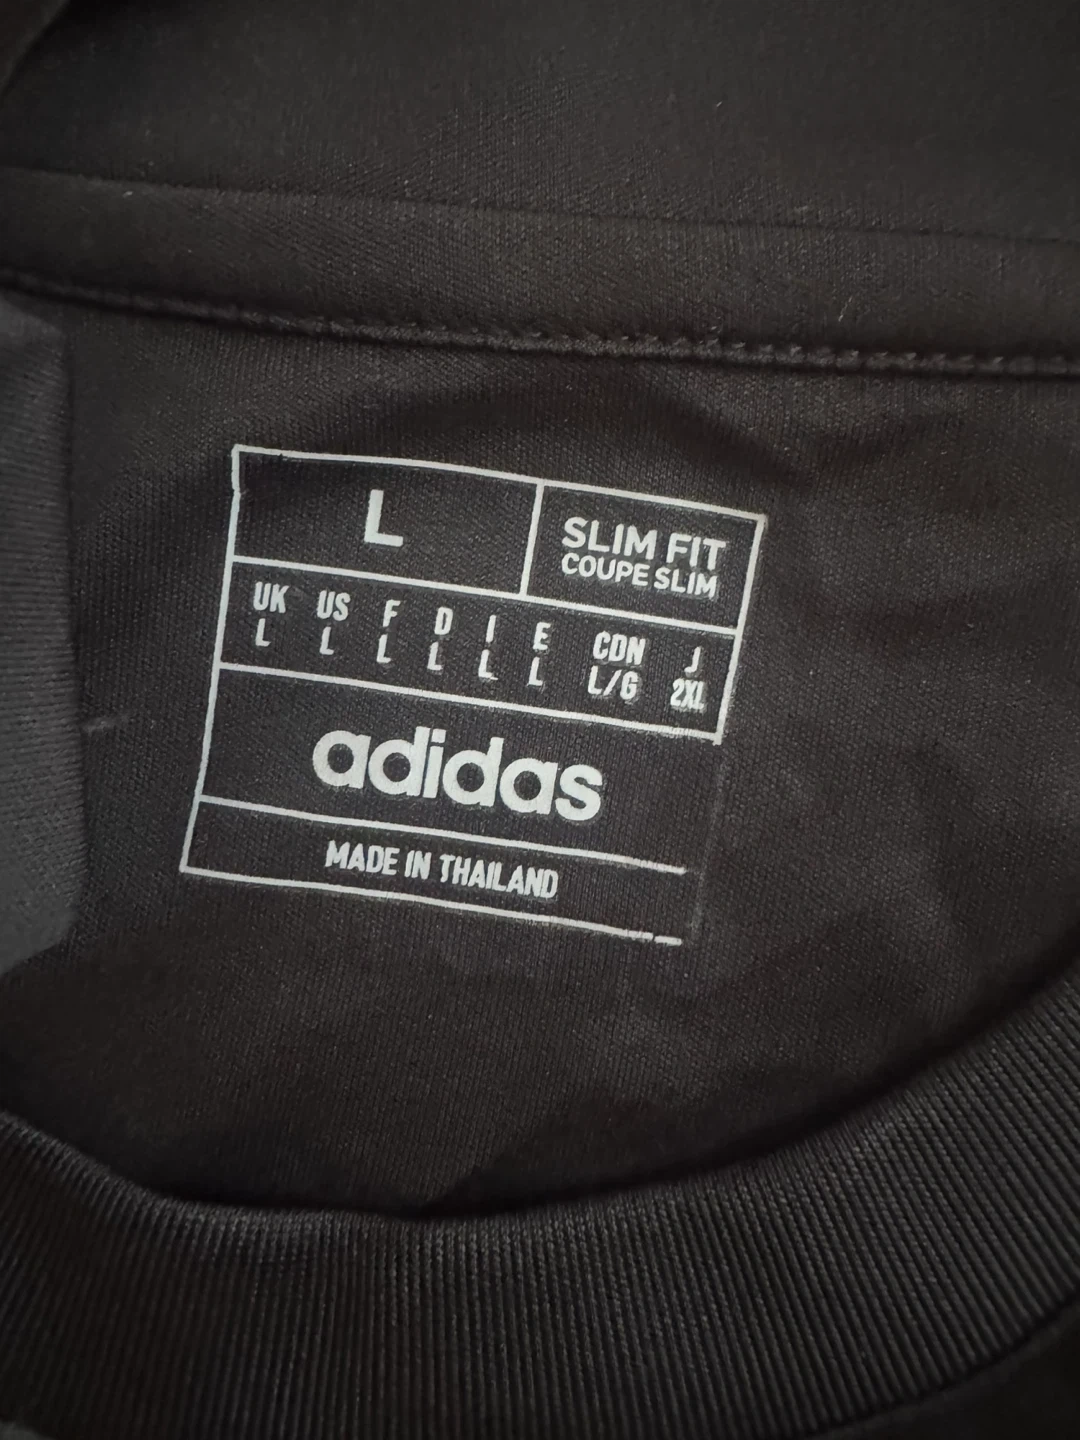 L
SLIM FIT
COUPE SLIM
UK US F D I E CDN J
L L L L L L L/G 2XL
adidas
MADE IN THAILAND